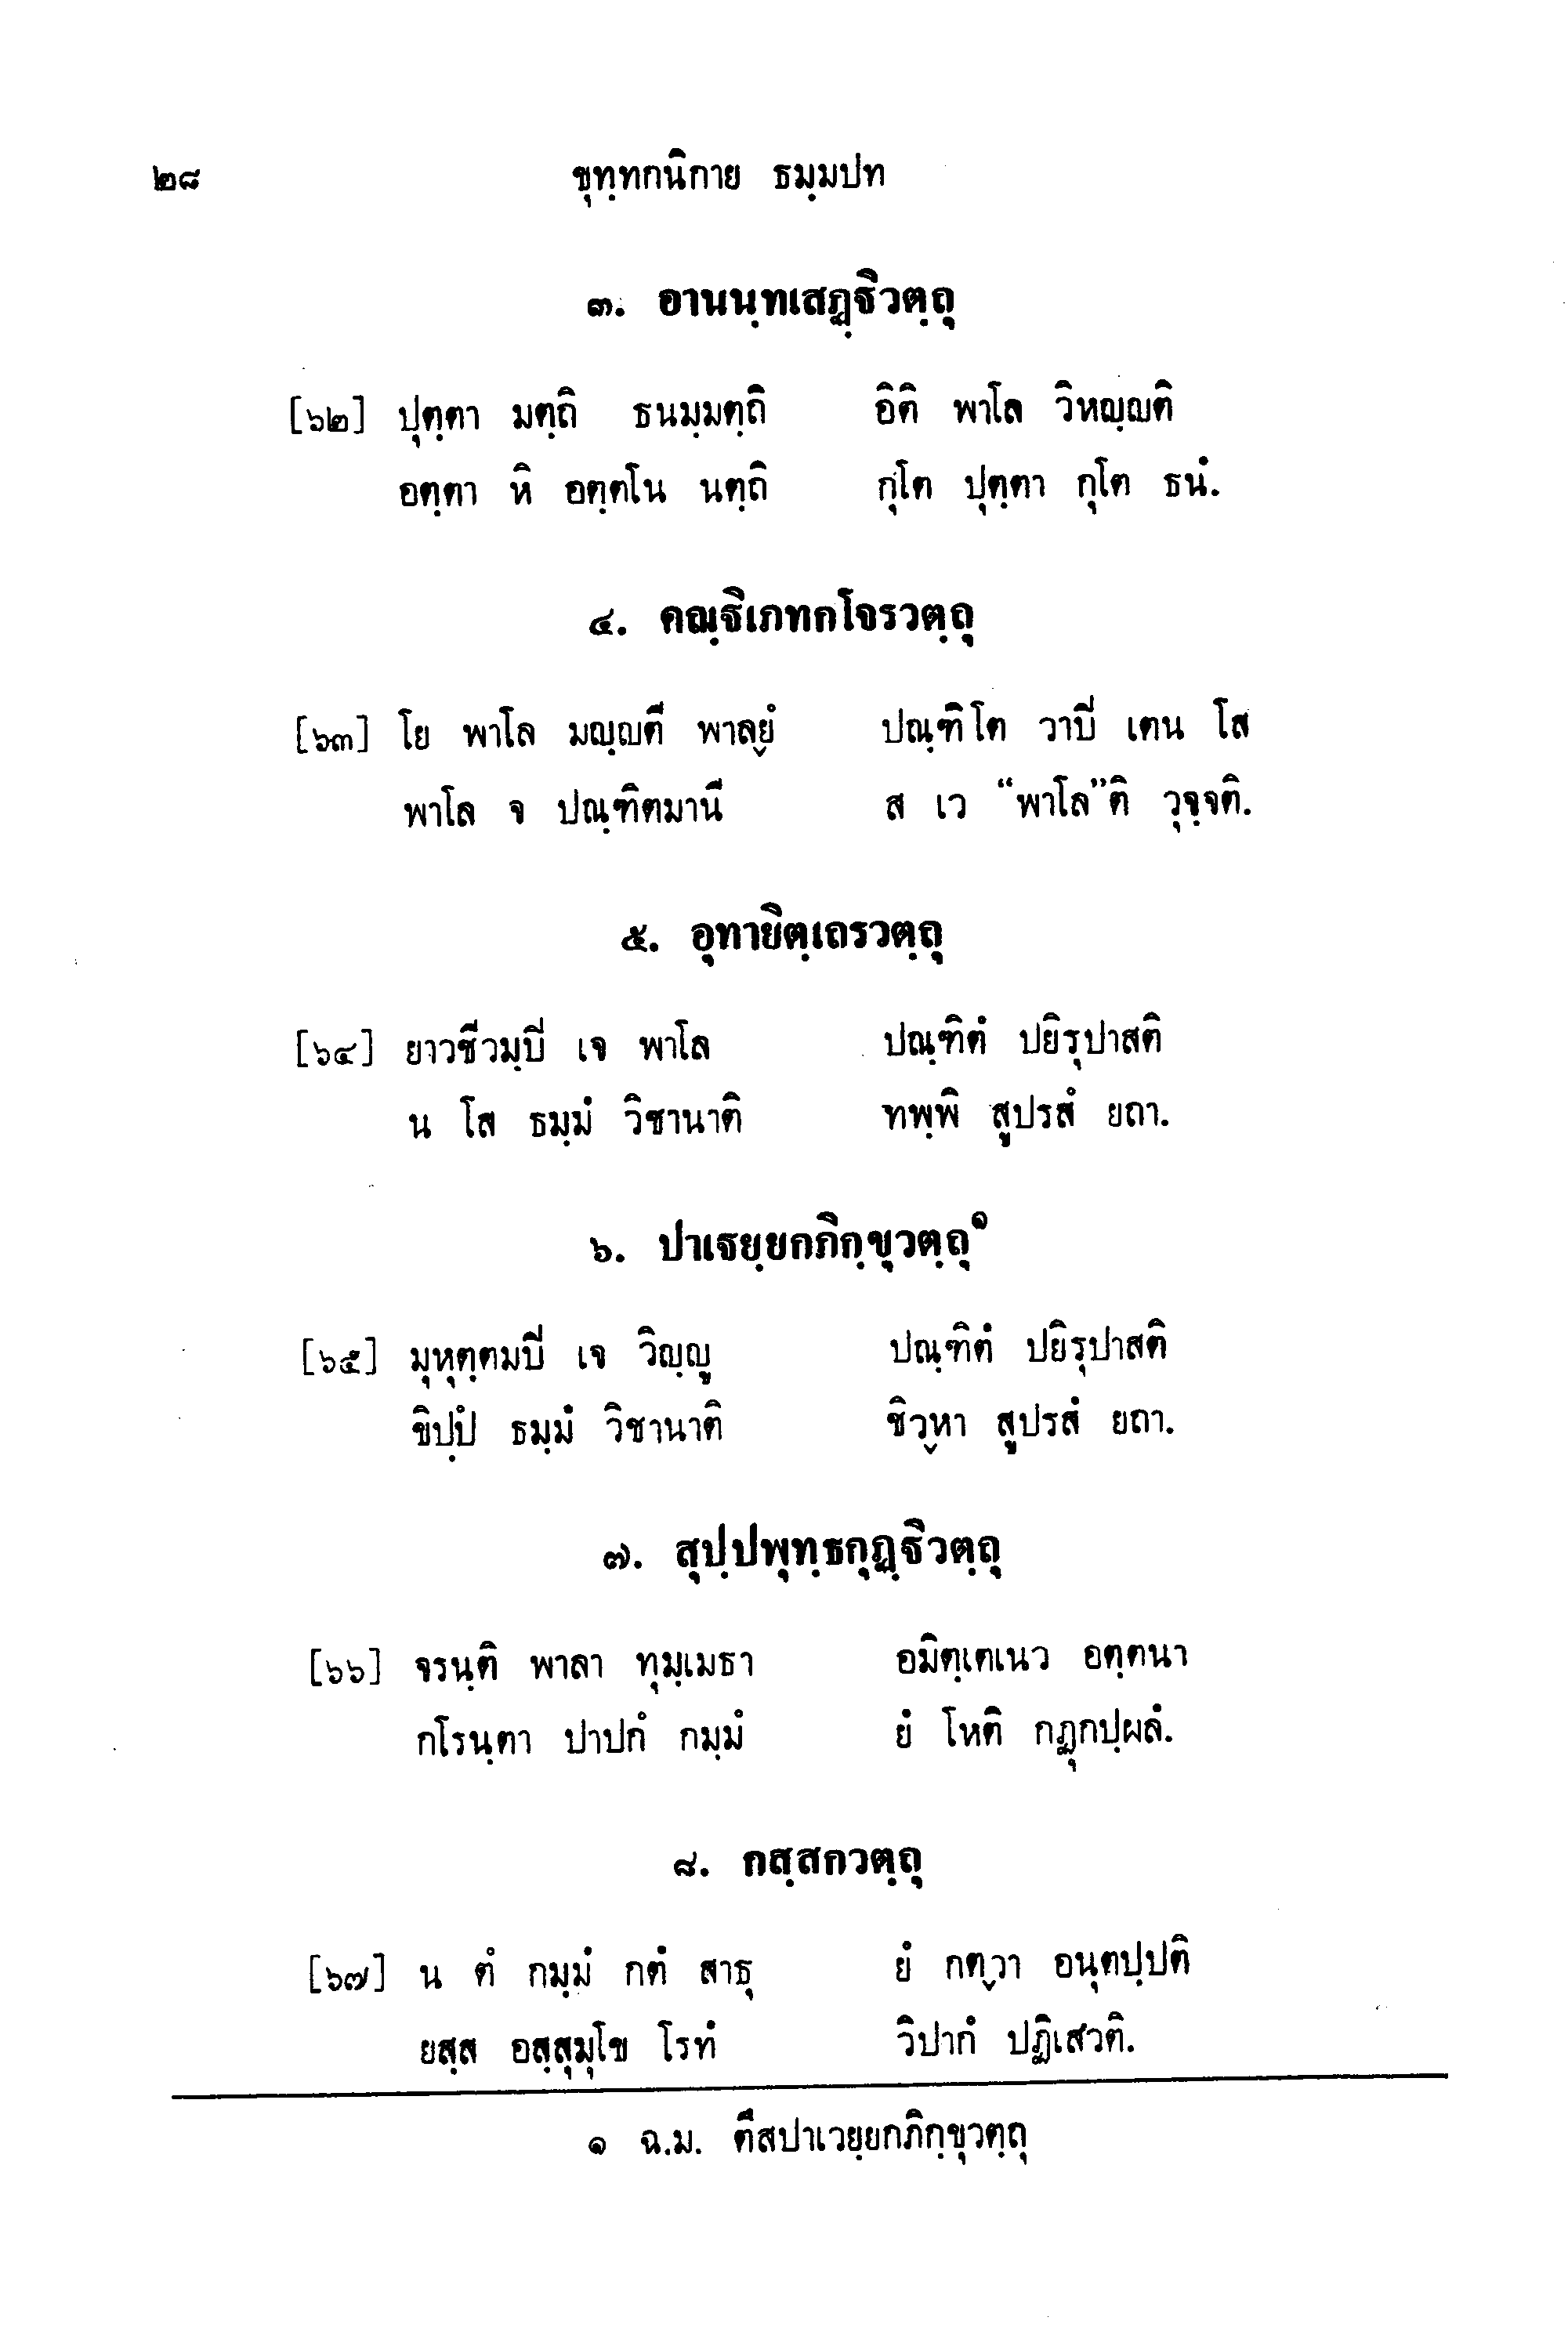 ๒๘ ขุทฺทกนิกาย ธมฺมปท
๓. อานนฺทเสฏฺฐิวตฺถุ
[๖๒] ปุตฺตา มตฺถิ ธนมฺมตฺถิ อิติ พาโล วิหญฺญติ
อตฺตา หิ อตฺตโน นตฺถิ กุโต ปุตฺตา กุโต ธนํ.
๔. คณฺฐิเภทกโจรวตฺถุ
[๖๓] โย พาโล มญฺญตี พาลฺยํ ปณฺฑิโต วาปิ เตน โส
พาโล จ ปณฺฑิตมานี ส เว “พาโล”ติ วุจฺจติ.
๕. อุทายิตฺเถรวตฺถุ
[๖๔] ยาวชีวมฺปิ เจ พาโล ปณฺฑิตํ ปยิรุปาสติ
น โส ธมฺมํ วิชานาติ ทพฺพิ สูปรสํ ยถา.
๖. ปาเธยฺยกภิกฺขุวตฺถุ๑
[๖๕] มุหุตฺตมปิ เจ วิญฺญู ปณฺฑิตํ ปยิรุปาสติ
ขิปฺปํ ธมฺมํ วิชานาติ ชิวฺหา สูปรสํ ยถา.
๗. สุปฺปพุทฺธกุฏฺฐิวตฺถุ
[๖๖] จรนฺติ พาลา ทุมฺเมธา อมิตฺเตเนว อตฺตนา
กโรนฺตา ปาปกํ กมฺมํ ยํ โหติ กฏุกปฺผลํ.
๘. กสฺสกวตฺถุ
[๖๗] น ตํ กมฺมํ กตํ สาธุ ยํ กตฺวา อนุตปฺปติ
ยสฺส อสฺสุมุโข โรทํ วิปากํ ปฏิเสวติ.
๑ ฉ.ม. ตึสปาเวยฺยกภิกฺขุวตฺถุ